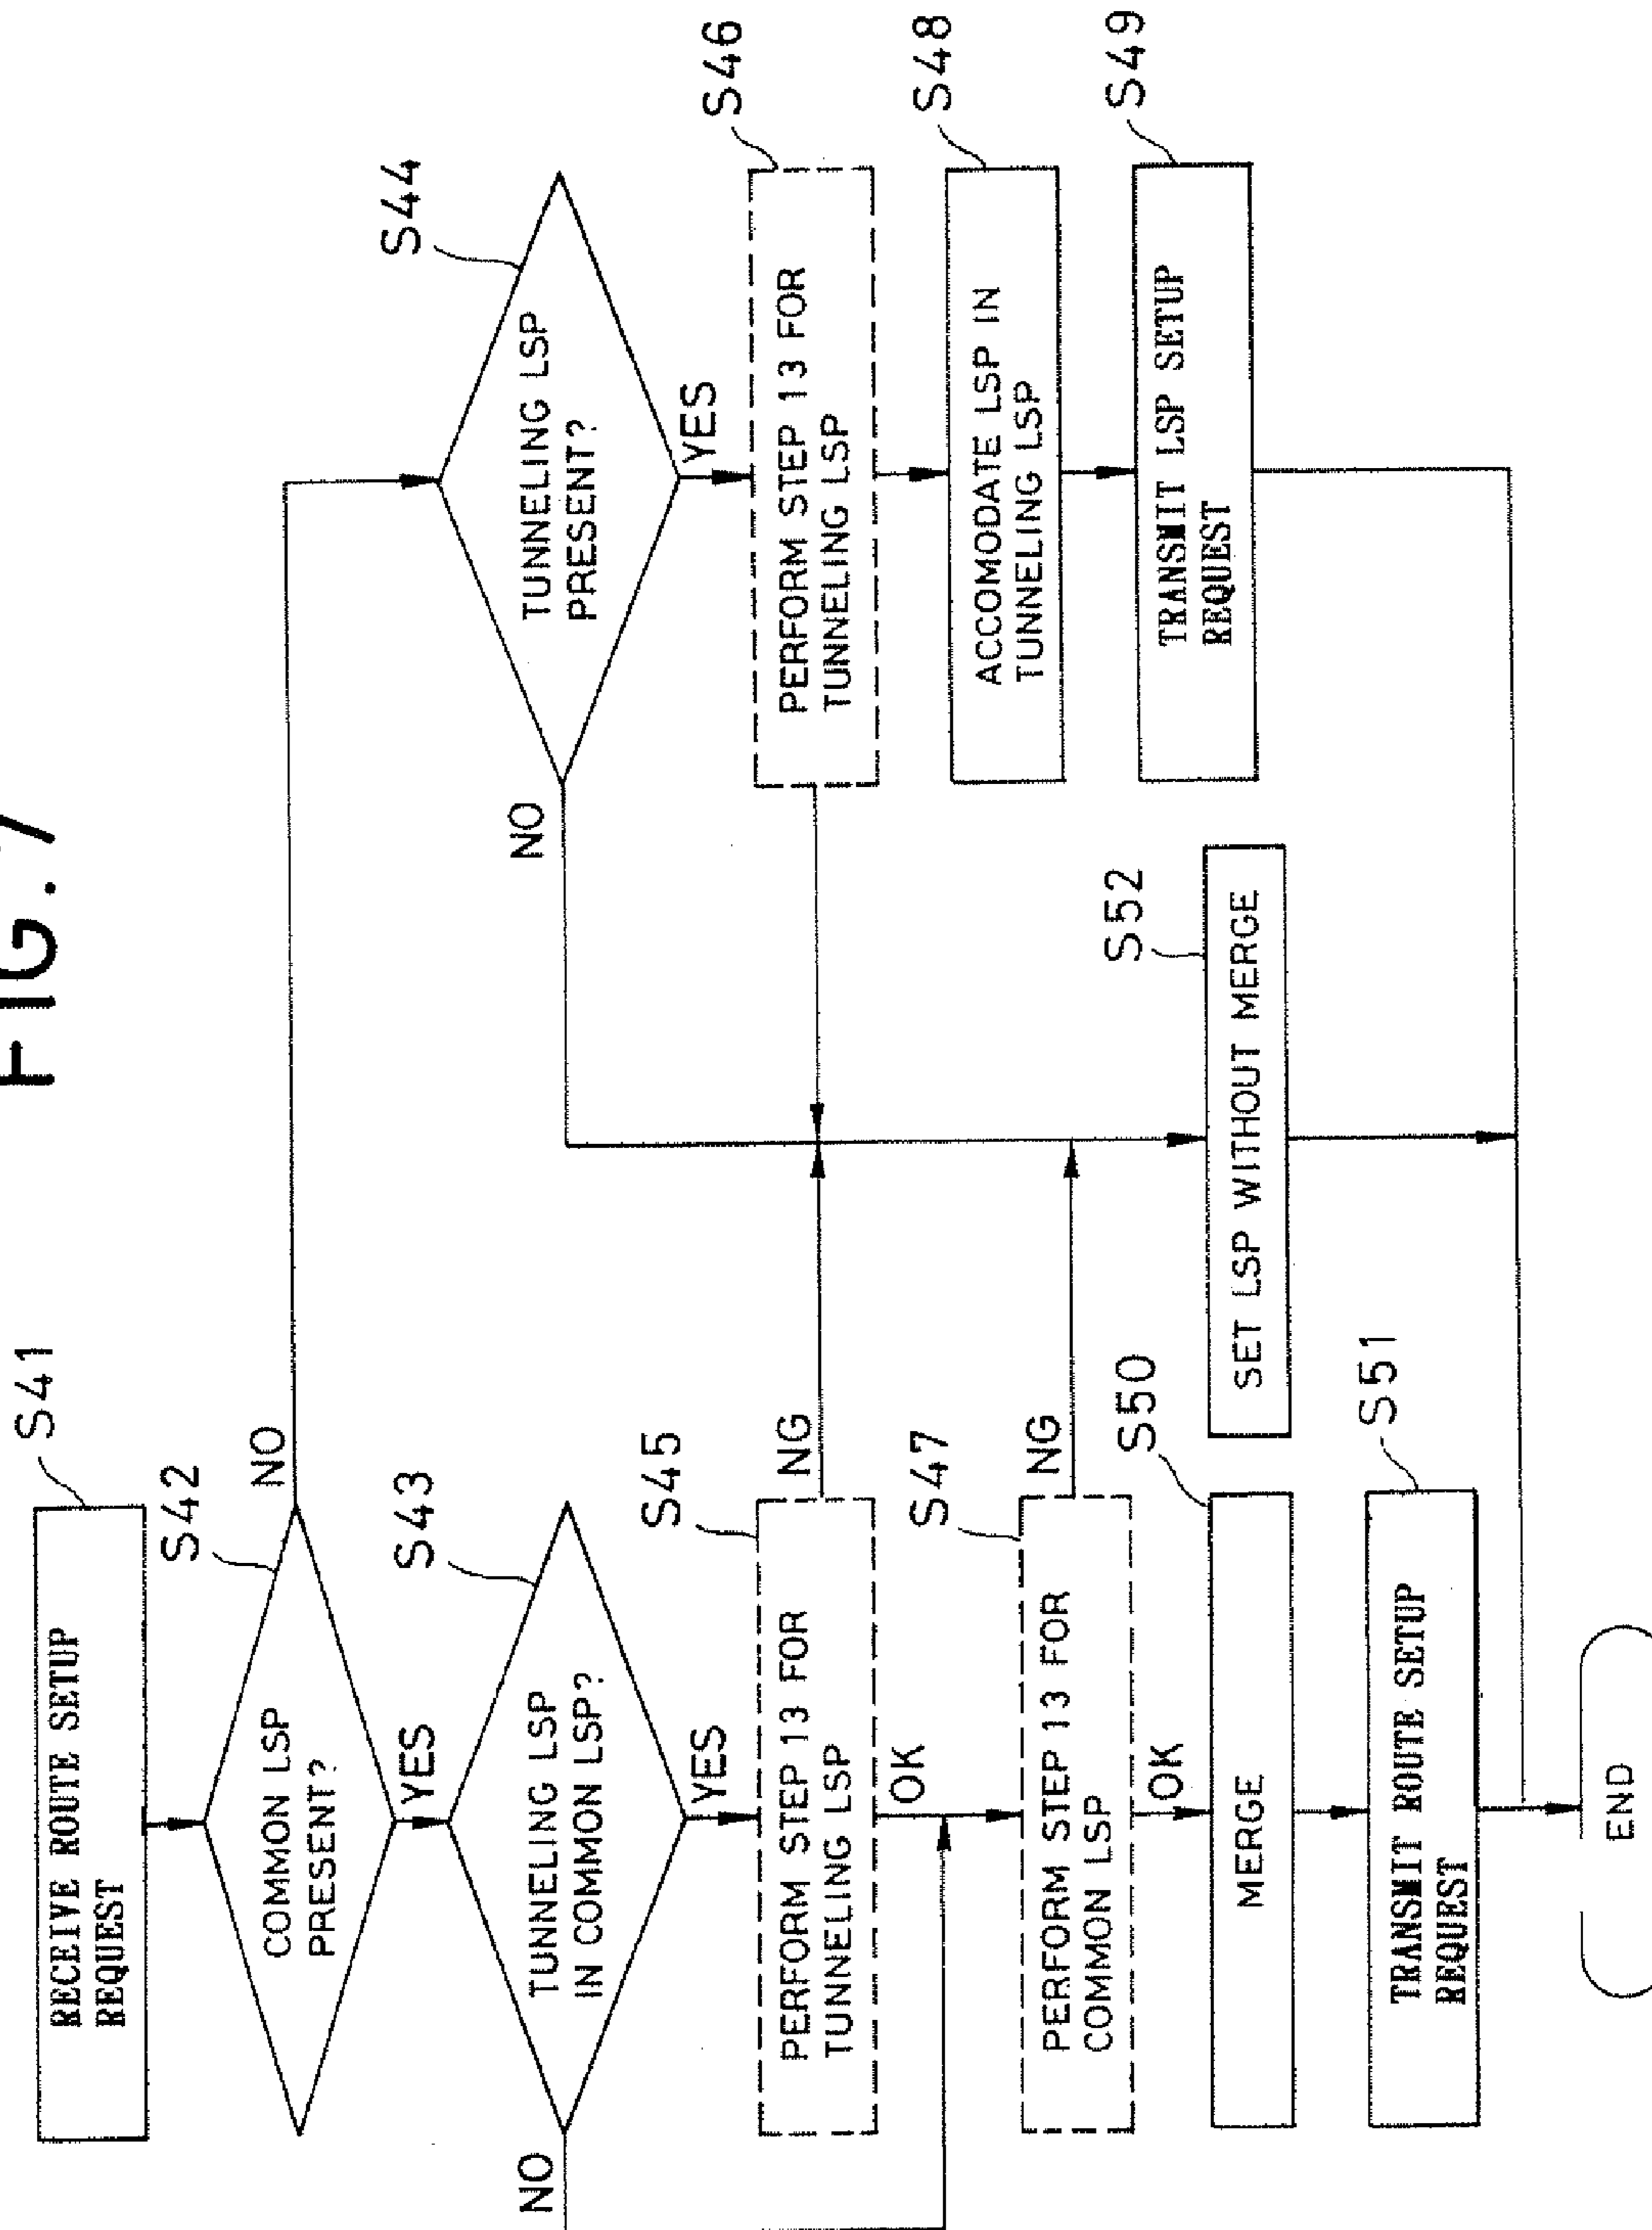 FIG. 7
RECEIVE ROUTE SETUP
REQUEST
S41
COMMON LSP
PRESENT?
S42
NO
YES
TUNNELING LSP
IN COMMON LSP?
S43
NO
YES
TUNNELING LSP
PRESENT?
S44
NO
YES
PERFORM STEP 13 FOR
TUNNELING LSP
S45
NG
OK
PERFORM STEP 13 FOR
TUNNELING LSP
S46
PERFORM STEP 13 FOR
COMMON LSP
S47
NG
OK
ACCOMODATE LSP IN
TUNNELING LSP
S48
TRANSMIT LSP SETUP
REQUEST
S49
MERGE
S50
TRANSMIT ROUTE SETUP
REQUEST
S51
SET LSP WITHOUT MERGE
S52
END